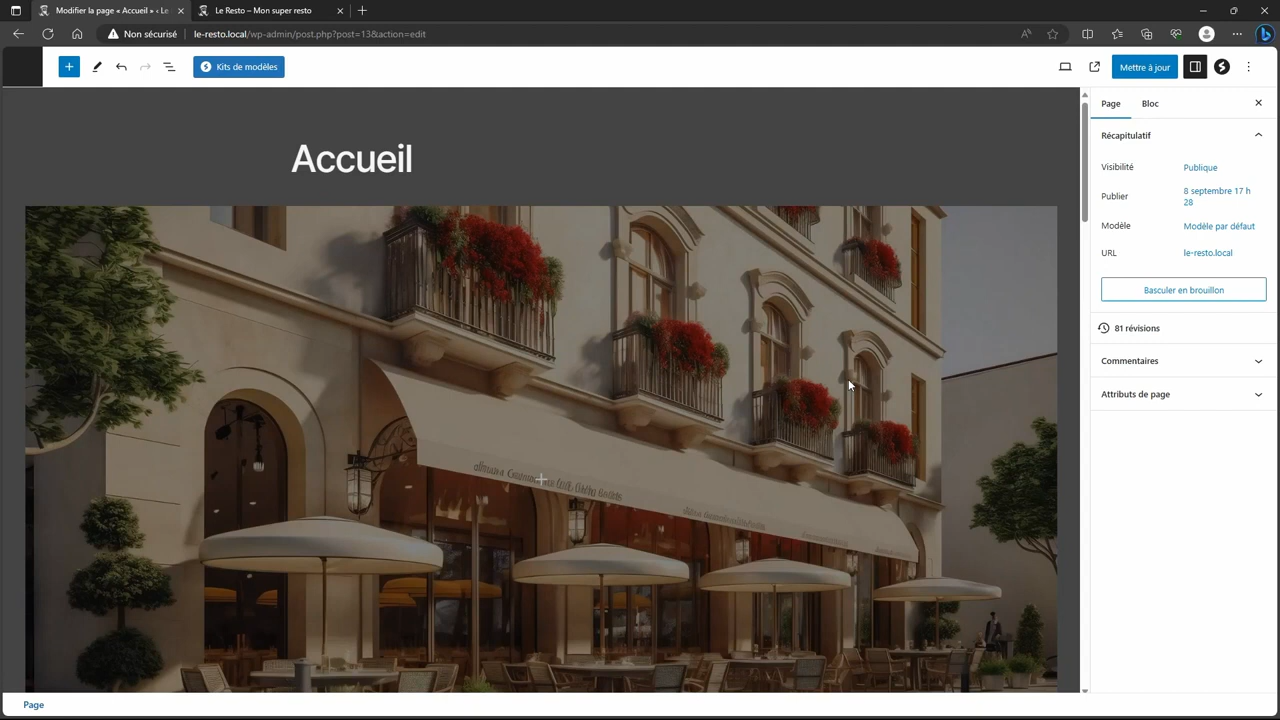 Modifier la page « Accueil » ‹ Le
Le Resto – Mon super resto
Non sécurisé
le-resto.local/wp-admin/post.php?post=13&action=edit
Kits de modèles
Mettre à jour
Accueil
Page
Bloc
Récapitulatif
Visibilité
Publique
Publier
8 septembre 17 h
28
Modèle
Modèle par défaut
URL
le-resto.local
Basculer en brouillon
81 révisions
Commentaires
Attributs de page
Page